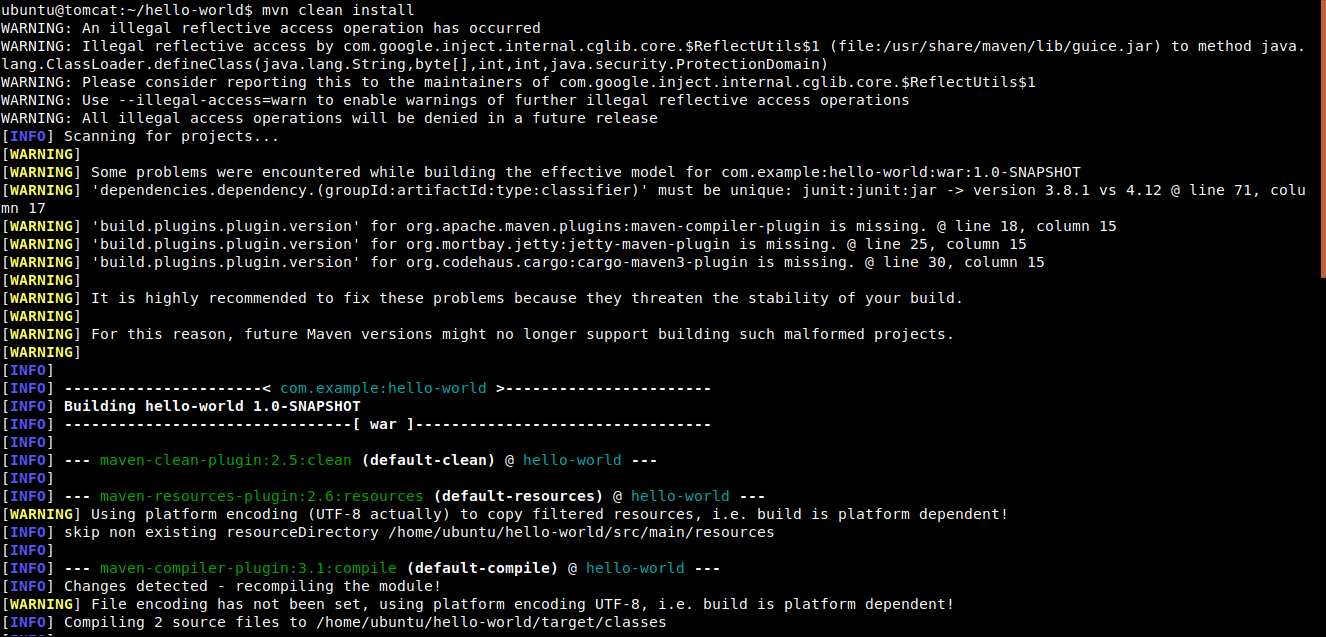 ubuntu@tomcat:~/hello-world$ mvn clean install
WARNING: An illegal reflective access operation has occurred
WARNING: Illegal reflective access by com.google.inject.internal.cglib.core.$ReflectUtils$1 (file:/usr/share/maven/lib/guice.jar) to method java.
lang.ClassLoader.defineClass(java.lang.String,byte[],int,int,java.security.ProtectionDomain)
WARNING: Please consider reporting this to the maintainers of com.google.inject.internal.cglib.core.$ReflectUtils$1
WARNING: Use --illegal-access=warn to enable warnings of further illegal reflective access operations
WARNING: All illegal access operations will be denied in a future release
[INFO] Scanning for projects...
[WARNING]
[WARNING] Some problems were encountered while building the effective model for com.example:hello-world:war:1.0-SNAPSHOT
[WARNING] 'dependencies.dependency.(groupId:artifactId:type:classifier)' must be unique: junit:junit:jar -> version 3.8.1 vs 4.12 @ line 71, colu
mn 17
[WARNING] 'build.plugins.plugin.version' for org.apache.maven.plugins:maven-compiler-plugin is missing. @ line 18, column 15
[WARNING] 'build.plugins.plugin.version' for org.mortbay.jetty:jetty-maven-plugin is missing. @ line 25, column 15
[WARNING] 'build.plugins.plugin.version' for org.codehaus.cargo:cargo-maven3-plugin is missing. @ line 30, column 15
[WARNING]
[WARNING] It is highly recommended to fix these problems because they threaten the stability of your build.
[WARNING]
[WARNING] For this reason, future Maven versions might no longer support building such malformed projects.
[WARNING]
[INFO]
[INFO] ----------------------< com.example:hello-world >-----------------------
[INFO] Building hello-world 1.0-SNAPSHOT
[INFO] --------------------------------[ war ]---------------------------------
[INFO]
[INFO] --- maven-clean-plugin:2.5:clean (default-clean) @ hello-world ---
[INFO]
[INFO] --- maven-resources-plugin:2.6:resources (default-resources) @ hello-world ---
[WARNING] Using platform encoding (UTF-8 actually) to copy filtered resources, i.e. build is platform dependent!
[INFO] skip non existing resourceDirectory /home/ubuntu/hello-world/src/main/resources
[INFO]
[INFO] --- maven-compiler-plugin:3.1:compile (default-compile) @ hello-world ---
[INFO] Changes detected - recompiling the module!
[WARNING] File encoding has not been set, using platform encoding UTF-8, i.e. build is platform dependent!
[INFO] Compiling 2 source files to /home/ubuntu/hello-world/target/classes